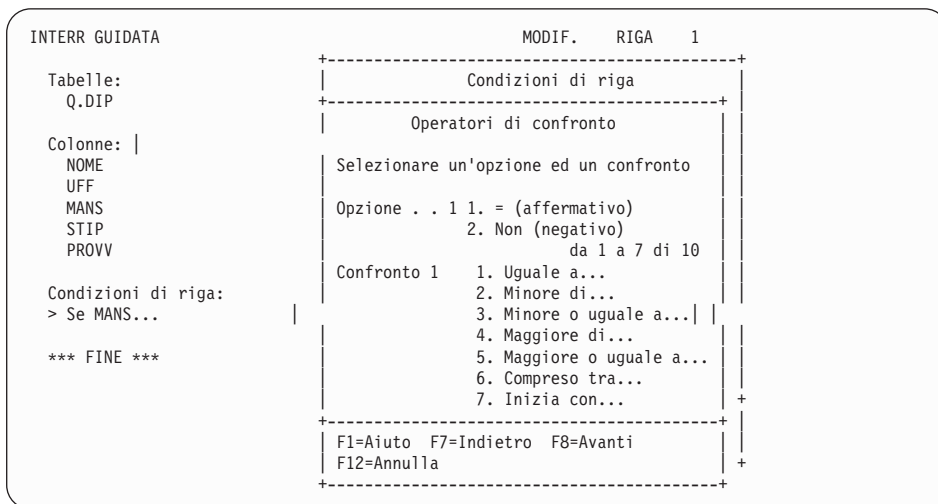 INTERR GUIDATA MODIF. RIGA 1
Condizioni di riga
Tabelle:
Q.DIP
Operatori di confronto
Colonne:
NOME Selezionare un'opzione ed un confronto
UFF
MANS Opzione . . 1 1. = (affermativo)
STIP 2. Non (negativo)
PROVV da 1 a 7 di 10
Confronto 1 1. Uguale a...
Condizioni di riga: 2. Minore di...
> Se MANS... 3. Minore o uguale a...
4. Maggiore di...
*** FINE *** 5. Maggiore o uguale a...
6. Compreso tra...
7. Inizia con...
F1=Aiuto F7=Indietro F8=Avanti
F12=Annulla